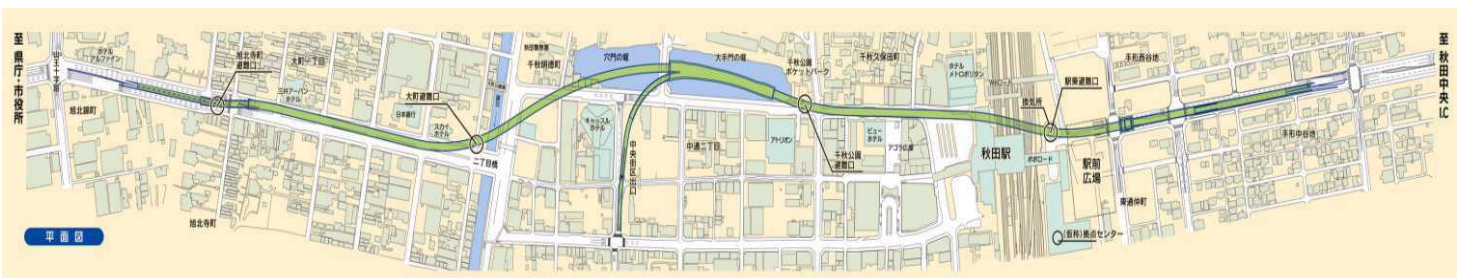 至 県庁・市役所
山王十字路
ホテル
アルファイン
旭北錦町
旭北寺町
避難口
大町一丁目
三井アーバン
ホテル
日本銀行
大町避難口
スカイ
ホテル
二丁目橋
旭北寺町
千秋明徳町
穴門の堀
大手門の堀
キャッスル
ホテル
中央街区出口
中通二丁目
アトリオン
千秋公園
ポケットパーク
千秋久保田町
千秋公園
避難口
ビュー
ホテル
アゴラ広場
ホテル
メトロポリタン
秋田駅
換気所
駅東避難口
ポポロード
駅前
広場
手形西谷地
手形中谷地
東通仲町
(仮称)拠点センター
至 秋田中央I.C
平面図